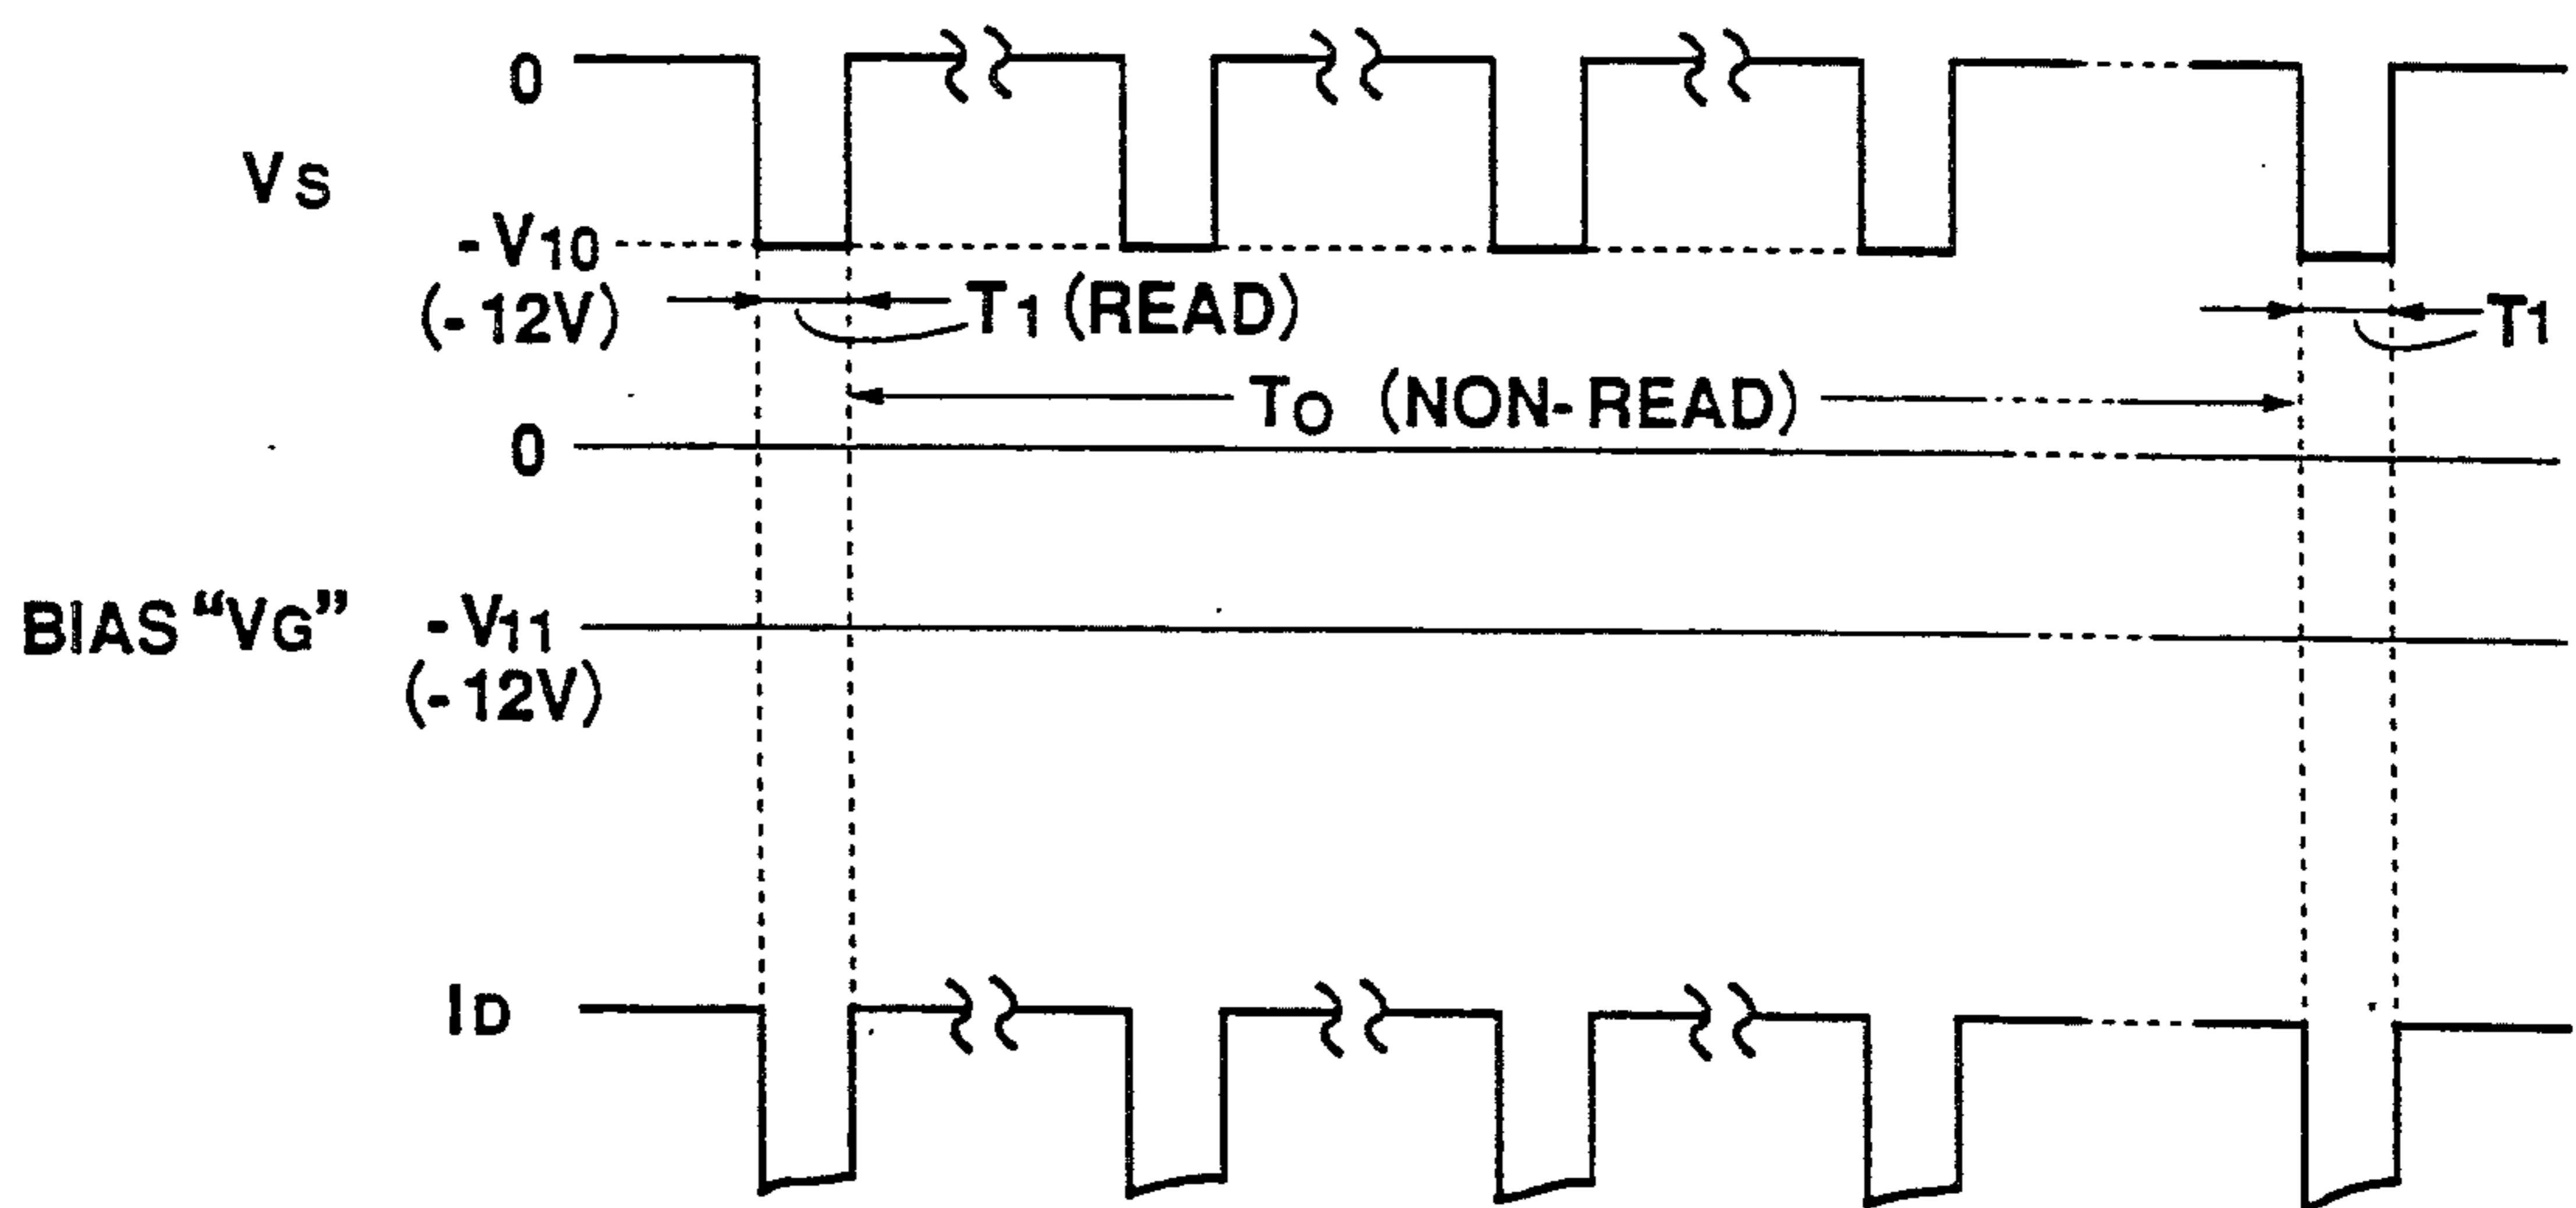 0
VS
-V10
(-12V)
T1 (READ)
T1
TO (NON-READ)
0
BIAS "VG"
-V11
(-12V)
ID